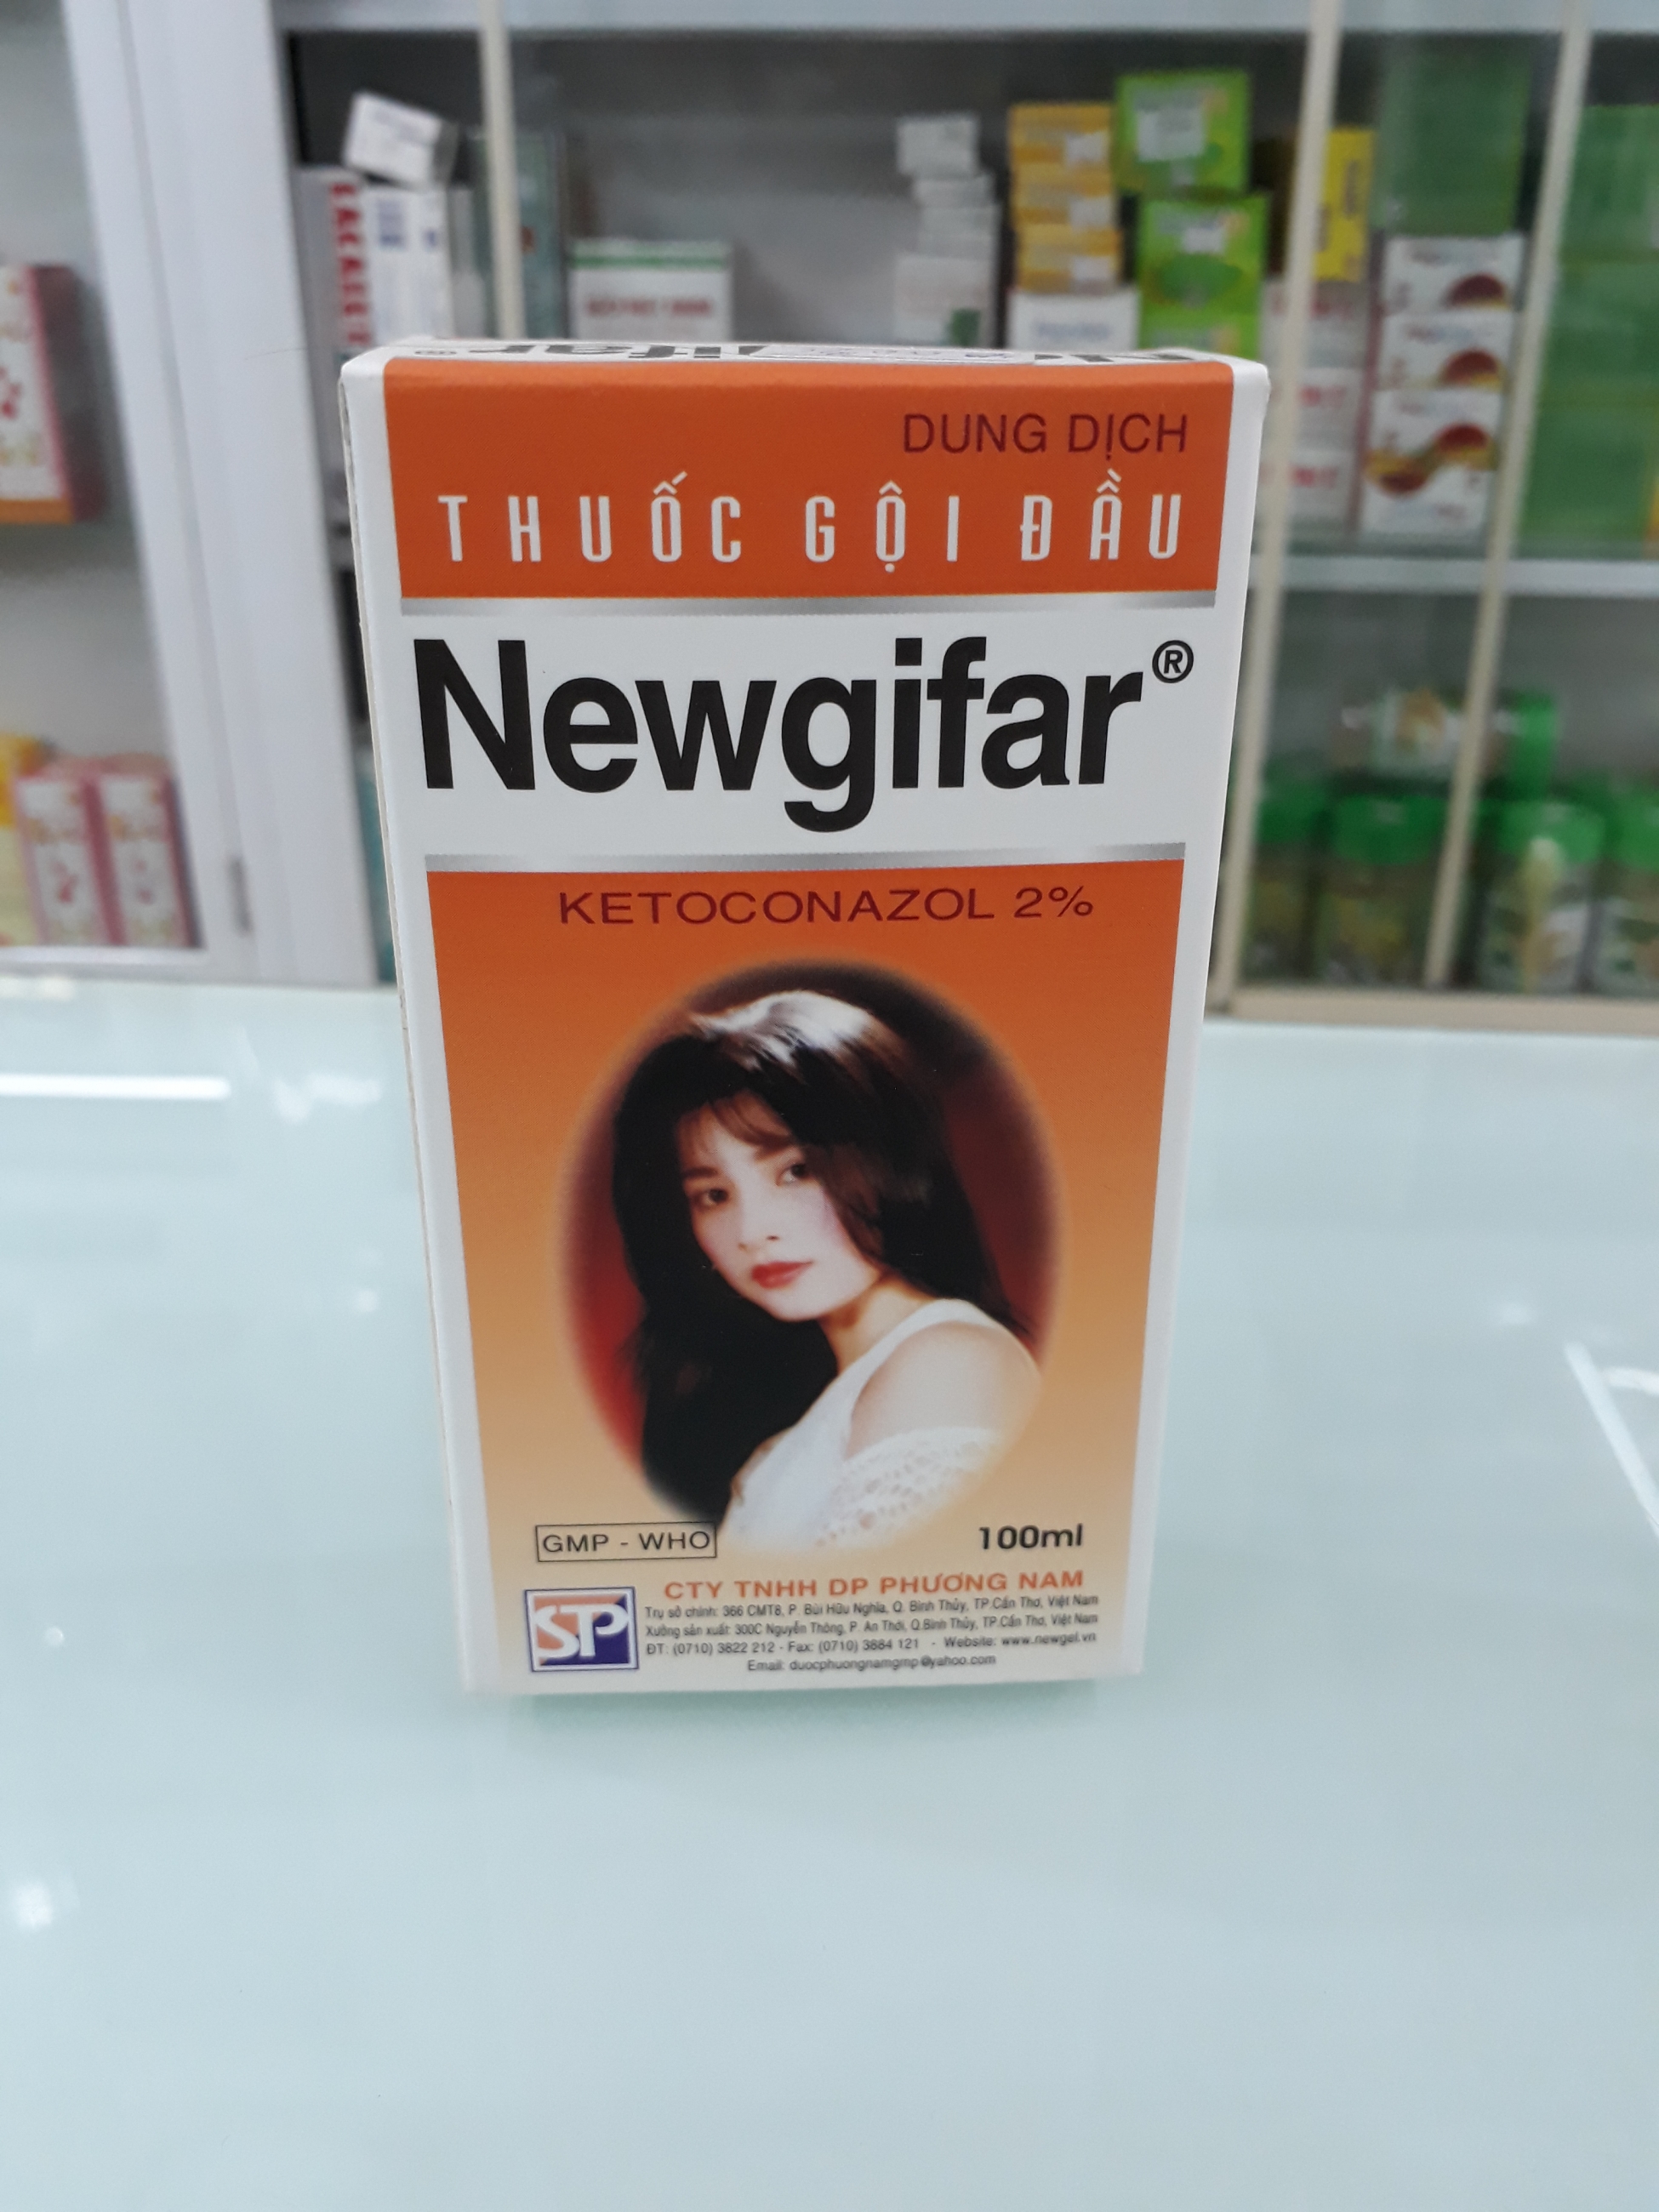 DUNG DỊCH
THUỐC GỘI ĐẦU
Newgifar®
KETOCONAZOL 2%
GMP - WHO
100ml
STP
CTY TNHH DP PHƯƠNG NAM
Trụ sở chính: 366 CMT8, P. Bùi Hữu Nghĩa, Q. Bình Thủy, TP.Cần Thơ, Việt Nam
Xưởng sản xuất: 300C Nguyễn Thông, P. An Thới, Q.Bình Thủy, TP.Cần Thơ, Việt Nam
ĐT: (0710) 3822 212 - Fax: (0710) 3884 121 - Website: www.newgel.vn
Email: duocphuongnamgmp@yahoo.com